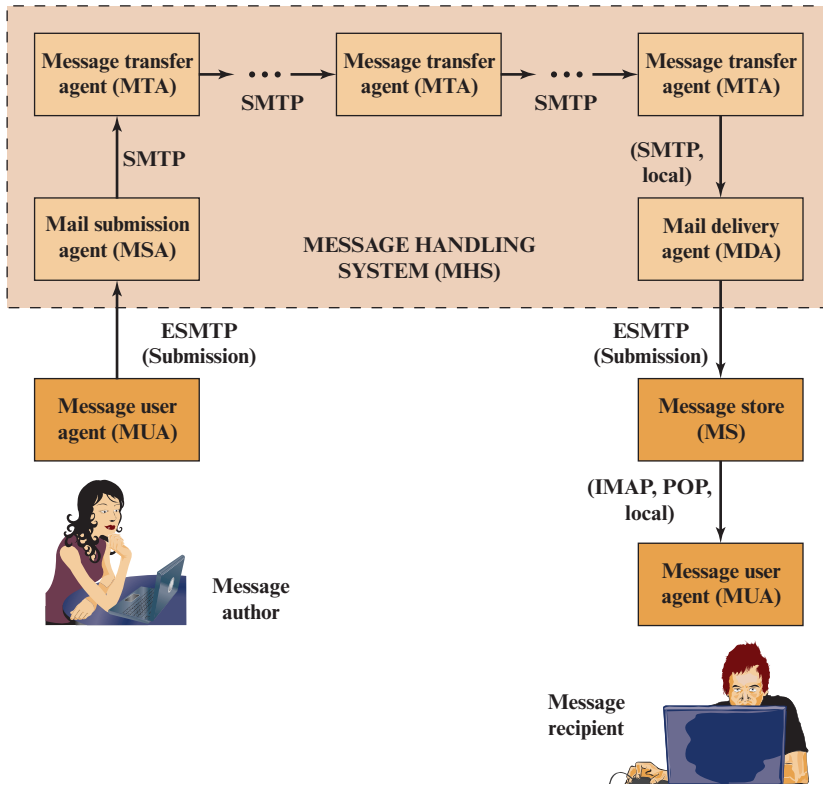 Message transfer
agent (MTA)
Message transfer
agent (MTA)
Message transfer
agent (MTA)
SMTP
SMTP
SMTP
(SMTP,
local)
Mail submission
agent (MSA)
MESSAGE HANDLING
SYSTEM (MHS)
Mail delivery
agent (MDA)
ESMTP
(Submission)
ESMTP
(Submission)
Message user
agent (MUA)
Message store
(MS)
(IMAP, POP,
local)
Message
author
Message user
agent (MUA)
Message
recipient